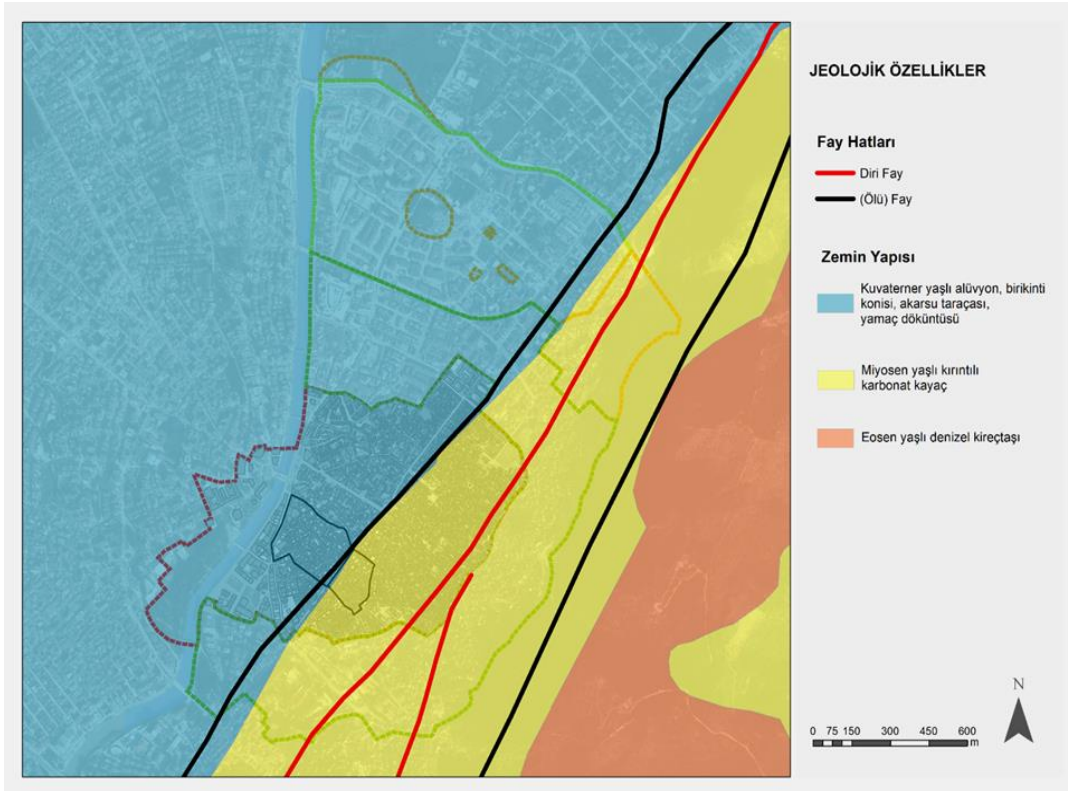 JEOLOJİK ÖZELLİKLER
Fay Hatları
Diri Fay
(Ölü) Fay
Zemin Yapısı
Kuvaterner yaşlı alüvyon, birikinti
konisi, akarsu taraçası,
yamaç döküntüsü
Miyosen yaşlı kırıntılı
karbonat kayaç
Eosen yaşlı denizel kireçtaşı
N
0 75 150 300 450 600
m